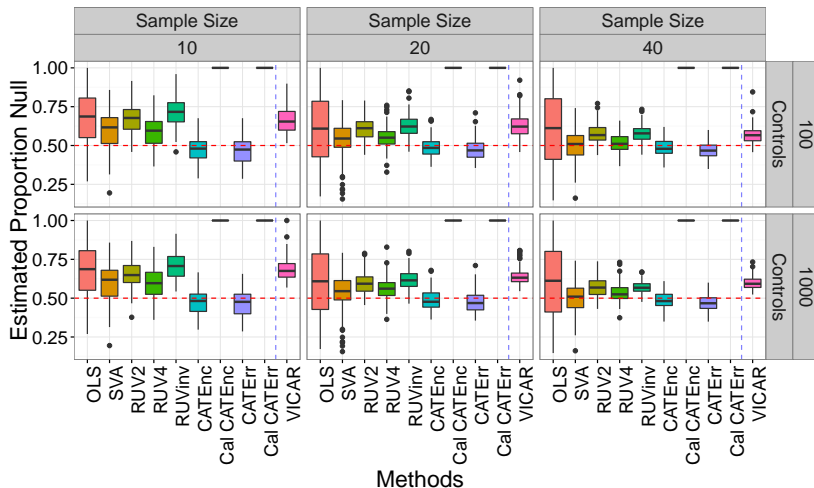 Sample Size
Sample Size
Sample Size
10
20
40
Estimated Proportion Null
1.00
0.75
0.50
0.25
100
Controls
1.00
0.75
0.50
0.25
1000
Controls
OLS
SVA
RUV2
RUV4
RUVinv
CATEnc
Cal CATEnc
CATErr
Cal CATErr
VICAR
OLS
SVA
RUV2
RUV4
RUVinv
CATEnc
Cal CATEnc
CATErr
Cal CATErr
VICAR
OLS
SVA
RUV2
RUV4
RUVinv
CATEnc
Cal CATEnc
CATErr
Cal CATErr
VICAR
Methods